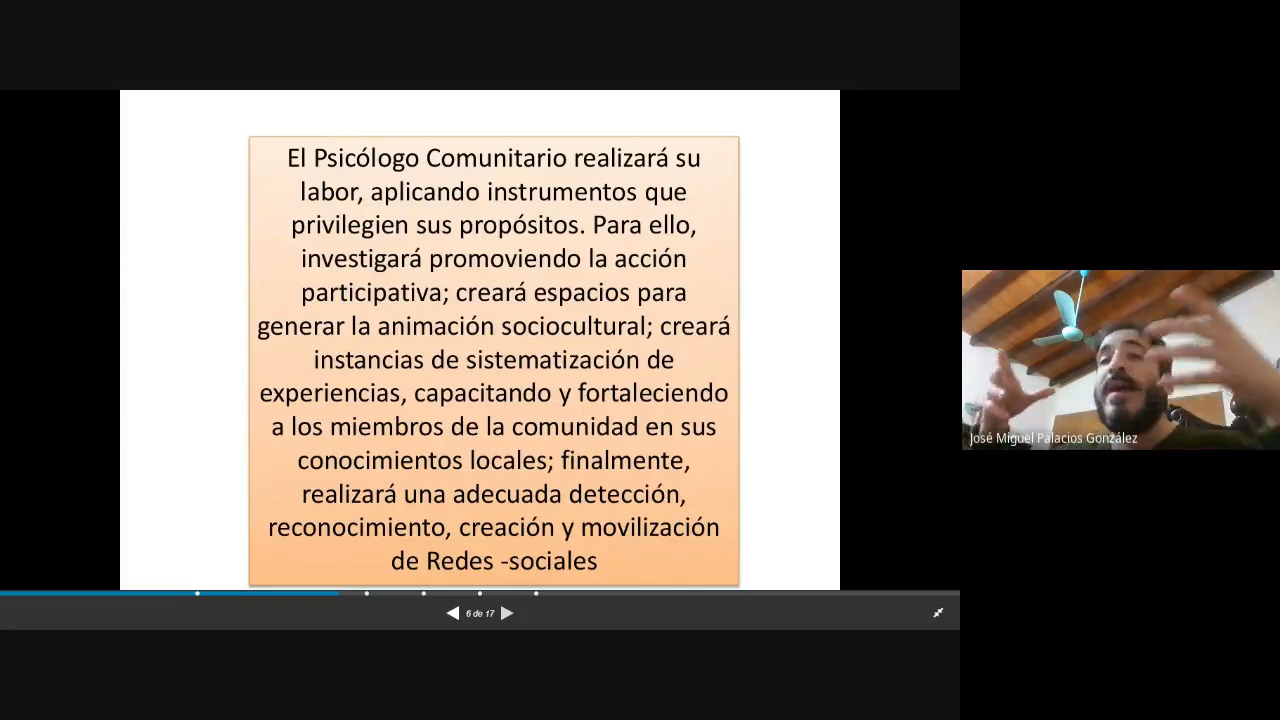 El Psicólogo Comunitario realizará su
labor, aplicando instrumentos que
privilegien sus propósitos. Para ello,
investigará promoviendo la acción
participativa; creará espacios para
generar la animación sociocultural; creará
instancias de sistematización de
experiencias, capacitando y fortaleciendo
a los miembros de la comunidad en sus
conocimientos locales; finalmente,
realizará una adecuada detección,
reconocimiento, creación y movilización
de Redes -sociales
6 de 17
José Miguel Palacios González